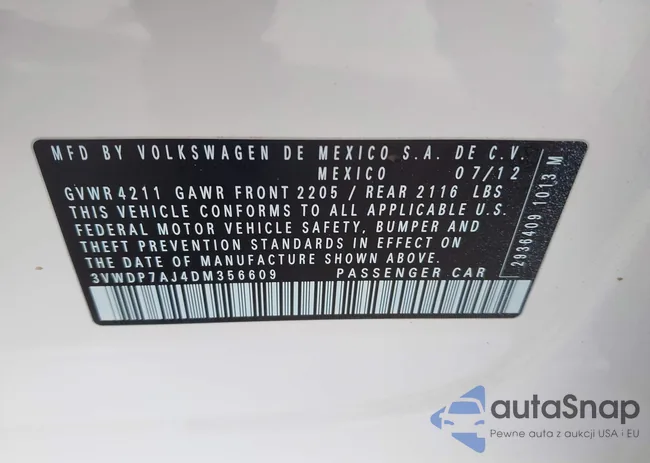 MFD BY VOLKSWAGEN DE MEXICO S.A. DE C.V.
MEXICO 07/12
GVWR 4211 GAWR FRONT 2205 / REAR 2116 LBS
THIS VEHICLE CONFORMS TO ALL APPLICABLE U.S.
FEDERAL MOTOR VEHICLE SAFETY, BUMPER AND
THEFT PREVENTION STANDARDS IN EFFECT ON
THE DATE OF MANUFACTURE SHOWN ABOVE.
3VWDP7AJ4DM356609 PASSENGER CAR
2936409 1013 M
autaSnap
Pewne auta z aukcji USA i EU